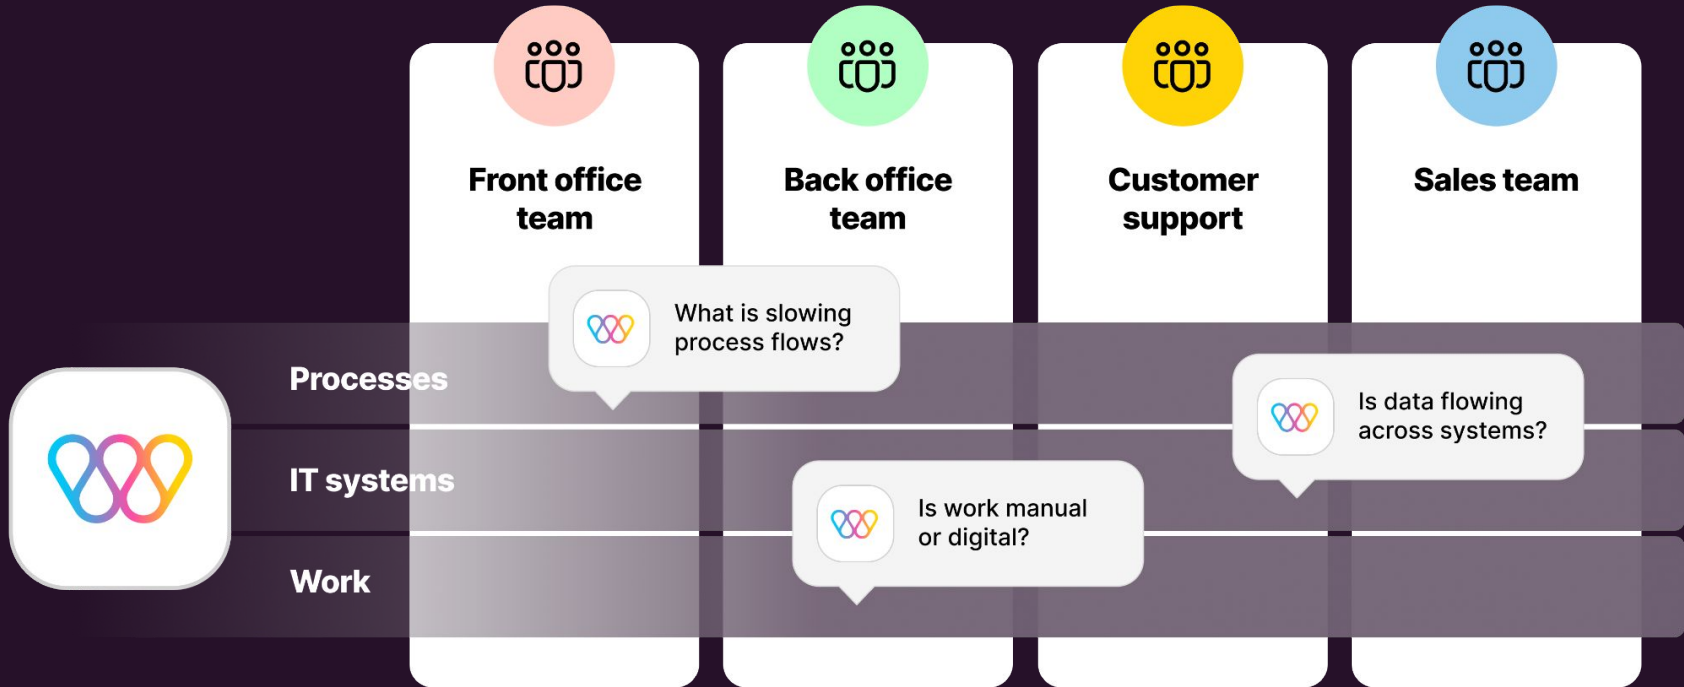 Front office
team
Back office
team
Customer
support
Sales team
What is slowing
process flows?
Processes
Is data flowing
across systems?
IT systems
Is work manual
or digital?
Work